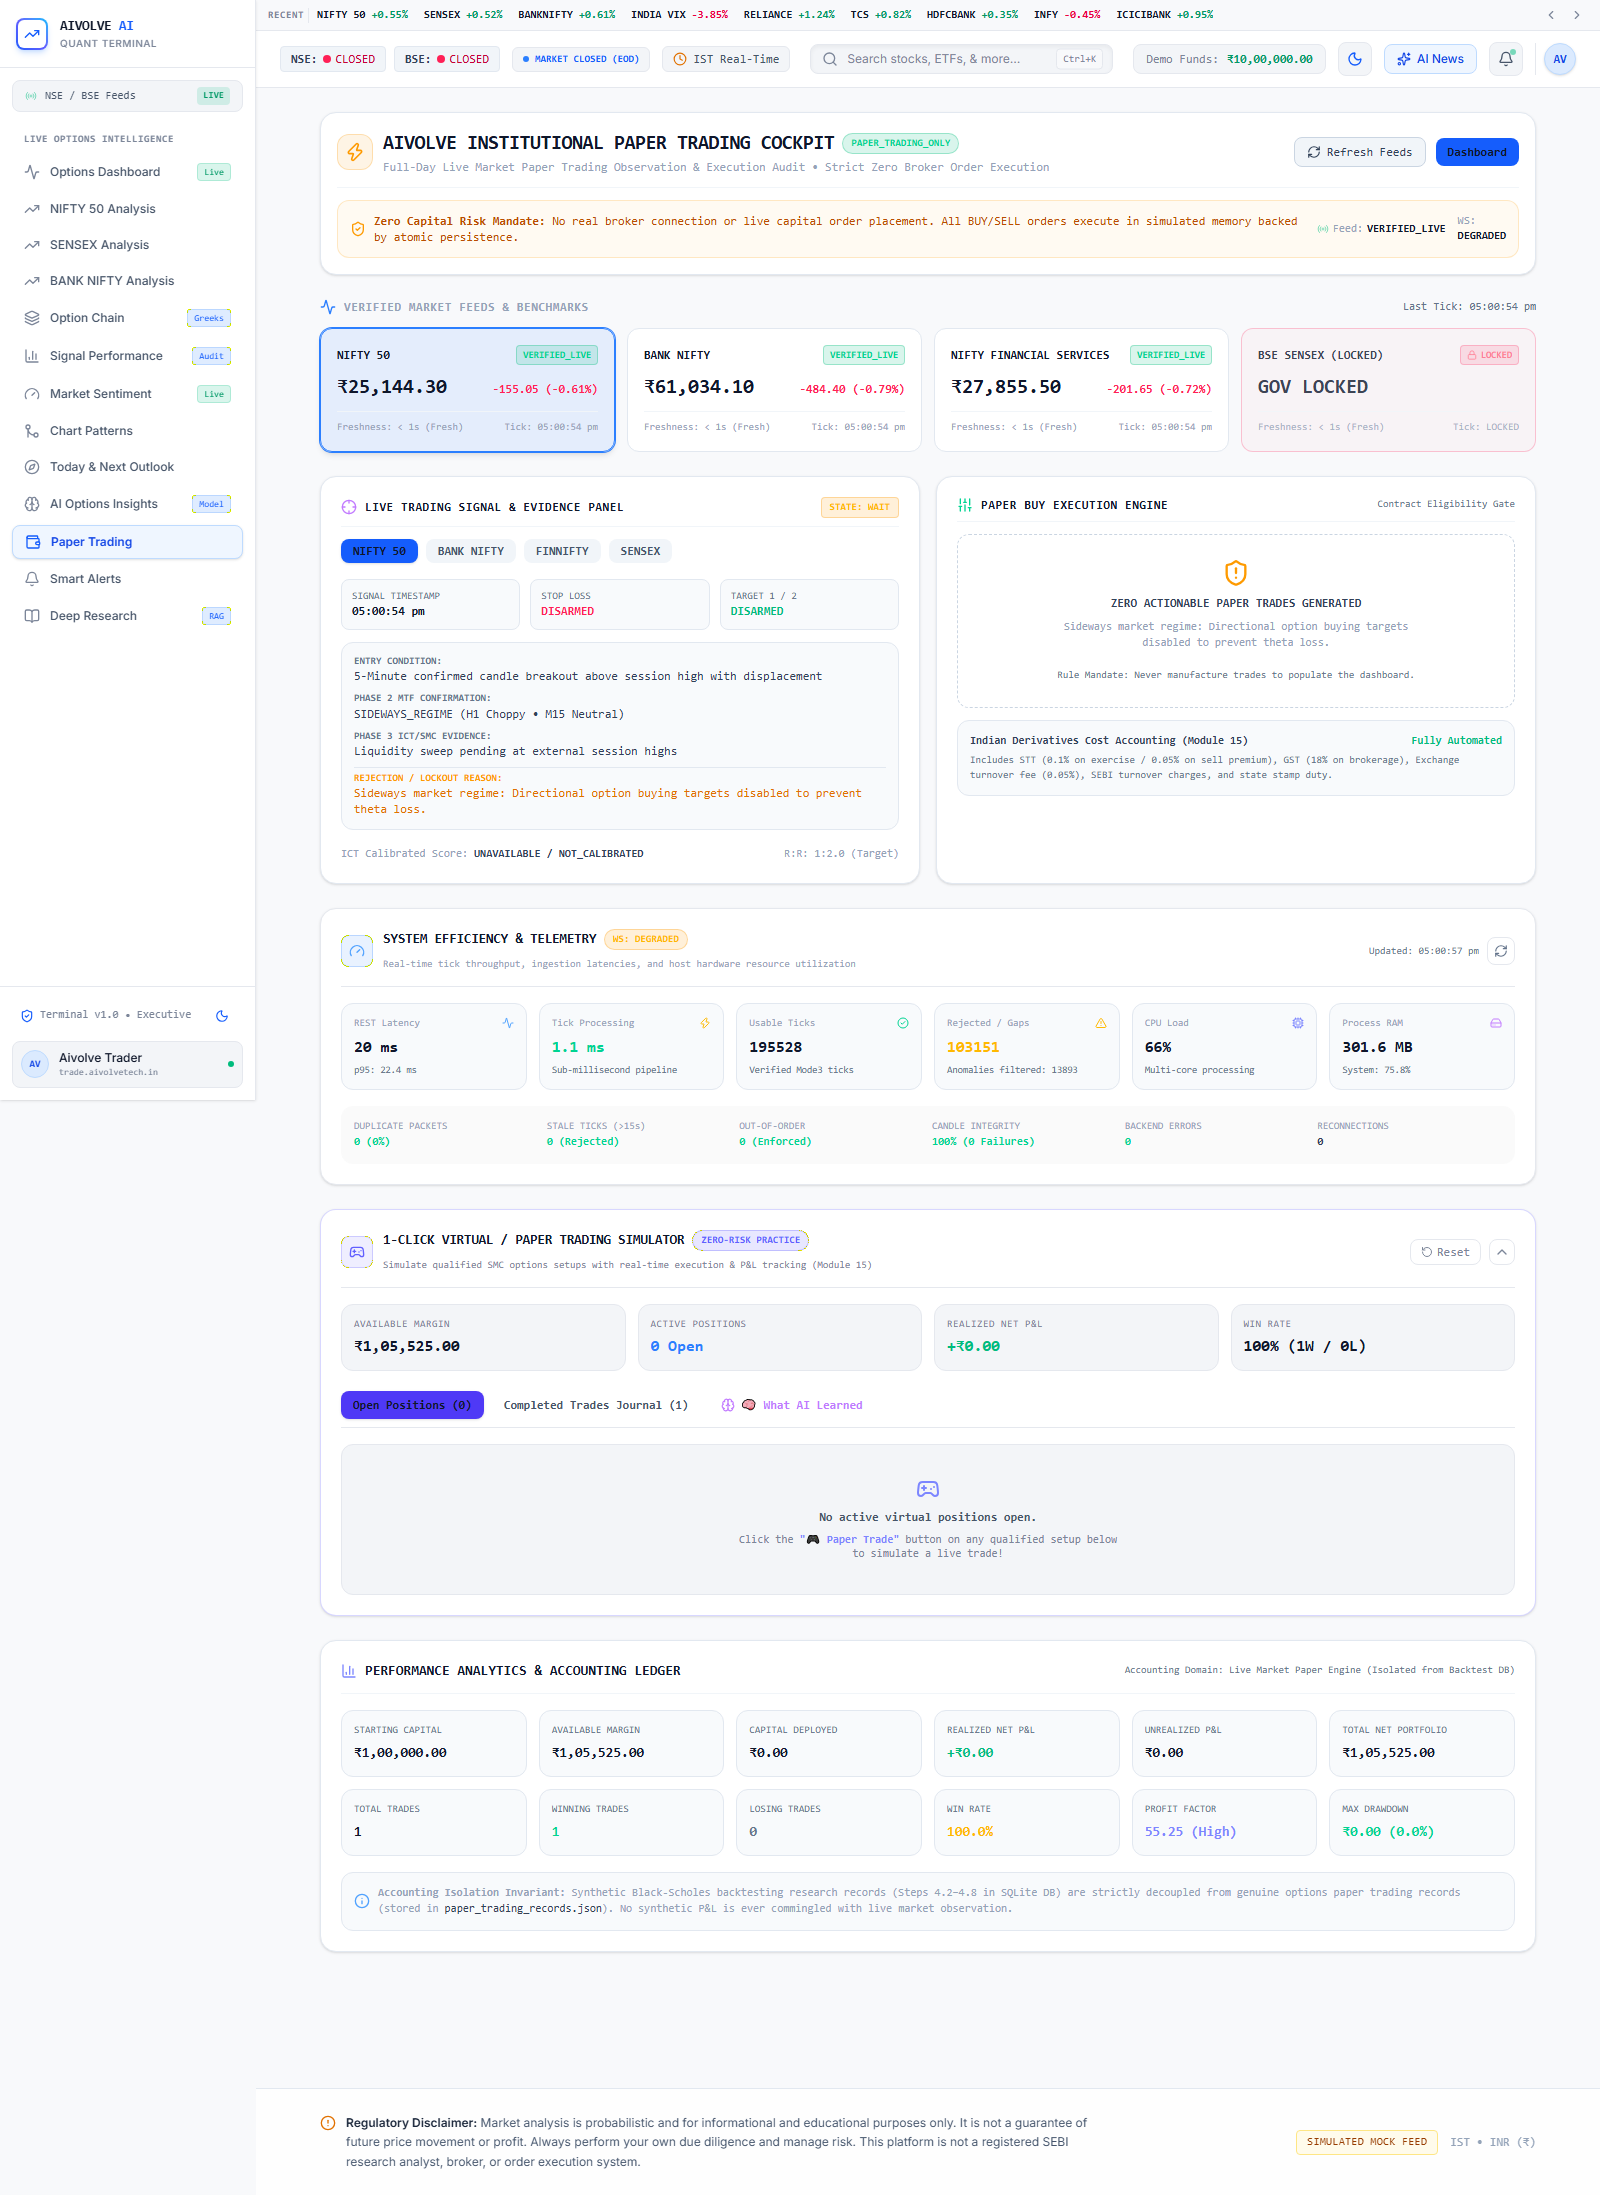 AIVOLVE AI
QUANT TERMINAL
NSE / BSE Feeds LIVE
LIVE OPTIONS INTELLIGENCE
Options Dashboard Live
NIFTY 50 Analysis
SENSEX Analysis
BANK NIFTY Analysis
Option Chain Greeks
Signal Performance Audit
Market Sentiment Live
Chart Patterns
Today & Next Outlook
AI Options Insights Model
Paper Trading
Smart Alerts
Deep Research RAG
Terminal v1.0 • Executive
AV Aivolve Trader
trade.aivolvetech.in
RECENT NIFTY 50 +0.55% SENSEX +0.52% BANKNIFTY +0.61% INDIA VIX -3.85% RELIANCE +1.24% TCS +0.82% HDFCBANK +0.35% INFY -0.45% ICICIBANK +0.95%
NSE: CLOSED BSE: CLOSED MARKET CLOSED (EOD) IST Real-Time Search stocks, ETFs, & more... Ctrl+K Demo Funds: ₹10,00,000.00 AI News AV
AIVOLVE INSTITUTIONAL PAPER TRADING COCKPIT PAPER_TRADING_ONLY
Full-Day Live Market Paper Trading Observation & Execution Audit • Strict Zero Broker Order Execution
Refresh Feeds Dashboard
Zero Capital Risk Mandate: No real broker connection or live capital order placement. All BUY/SELL orders execute in simulated memory backed
by atomic persistence.
Feed: VERIFIED_LIVE
WS:
DEGRADED
VERIFIED MARKET FEEDS & BENCHMARKS Last Tick: 05:00:54 pm
NIFTY 50 VERIFIED_LIVE
₹25,144.30 -155.05 (-0.61%)
Freshness: < 1s (Fresh) Tick: 05:00:54 pm
BANK NIFTY VERIFIED_LIVE
₹61,034.10 -484.40 (-0.79%)
Freshness: < 1s (Fresh) Tick: 05:00:54 pm
NIFTY FINANCIAL SERVICES VERIFIED_LIVE
₹27,855.50 -201.65 (-0.72%)
Freshness: < 1s (Fresh) Tick: 05:00:54 pm
BSE SENSEX (LOCKED) LOCKED
GOV LOCKED
Freshness: < 1s (Fresh) Tick: LOCKED
LIVE TRADING SIGNAL & EVIDENCE PANEL STATE: WAIT
NIFTY 50 BANK NIFTY FINNIFTY SENSEX
SIGNAL TIMESTAMP
05:00:54 pm
STOP LOSS
DISARMED
TARGET 1 / 2
DISARMED
ENTRY CONDITION:
5-Minute confirmed candle breakout above session high with displacement
PHASE 2 MTF CONFIRMATION:
SIDEWAYS_REGIME (H1 Choppy • M15 Neutral)
PHASE 3 ICT/SMC EVIDENCE:
Liquidity sweep pending at external session highs
REJECTION / LOCKOUT REASON:
Sideways market regime: Directional option buying targets disabled to prevent
theta loss.
ICT Calibrated Score: UNAVAILABLE / NOT_CALIBRATED R:R: 1:2.0 (Target)
PAPER BUY EXECUTION ENGINE Contract Eligibility Gate
ZERO ACTIONABLE PAPER TRADES GENERATED
Sideways market regime: Directional option buying targets
disabled to prevent theta loss.
Rule Mandate: Never manufacture trades to populate the dashboard.
Indian Derivatives Cost Accounting (Module 15) Fully Automated
Includes STT (0.1% on exercise / 0.05% on sell premium), GST (18% on brokerage), Exchange
turnover fee (0.05%), SEBI turnover charges, and state stamp duty.
SYSTEM EFFICIENCY & TELEMETRY WS: DEGRADED
Real-time tick throughput, ingestion latencies, and host hardware resource utilization
Updated: 05:00:57 pm
REST Latency
20 ms
p95: 22.4 ms
Tick Processing
1.1 ms
Sub-millisecond pipeline
Usable Ticks
195528
Verified Mode3 ticks
Rejected / Gaps
103151
Anomalies filtered: 13893
CPU Load
66%
Multi-core processing
Process RAM
301.6 MB
System: 75.8%
DUPLICATE PACKETS
0 (0%)
STALE TICKS (>15s)
0 (Rejected)
OUT-OF-ORDER
0 (Enforced)
CANDLE INTEGRITY
100% (0 Failures)
BACKEND ERRORS
0
RECONNECTIONS
0
1-CLICK VIRTUAL / PAPER TRADING SIMULATOR ZERO-RISK PRACTICE
Simulate qualified SMC options setups with real-time execution & P&L tracking (Module 15)
Reset
AVAILABLE MARGIN
₹1,05,525.00
ACTIVE POSITIONS
0 Open
REALIZED NET P&L
+₹0.00
WIN RATE
100% (1W / 0L)
Open Positions (0) Completed Trades Journal (1) What AI Learned
No active virtual positions open.
Click the "🎮 Paper Trade" button on any qualified setup below
to simulate a live trade!
PERFORMANCE ANALYTICS & ACCOUNTING LEDGER Accounting Domain: Live Market Paper Engine (Isolated from Backtest DB)
STARTING CAPITAL
₹1,00,000.00
AVAILABLE MARGIN
₹1,05,525.00
CAPITAL DEPLOYED
₹0.00
REALIZED NET P&L
+₹0.00
UNREALIZED P&L
₹0.00
TOTAL NET PORTFOLIO
₹1,05,525.00
TOTAL TRADES
1
WINNING TRADES
1
LOSING TRADES
0
WIN RATE
100.0%
PROFIT FACTOR
55.25 (High)
MAX DRAWDOWN
₹0.00 (0.0%)
Accounting Isolation Invariant: Synthetic Black-Scholes backtesting research records (Steps 4.2–4.8 in SQLite DB) are strictly decoupled from genuine options paper trading records
(stored in paper_trading_records.json). No synthetic P&L is ever commingled with live market observation.
Regulatory Disclaimer: Market analysis is probabilistic and for informational and educational purposes only. It is not a guarantee of
future price movement or profit. Always perform your own due diligence and manage risk. This platform is not a registered SEBI
research analyst, broker, or order execution system.
SIMULATED MOCK FEED IST • INR (₹)